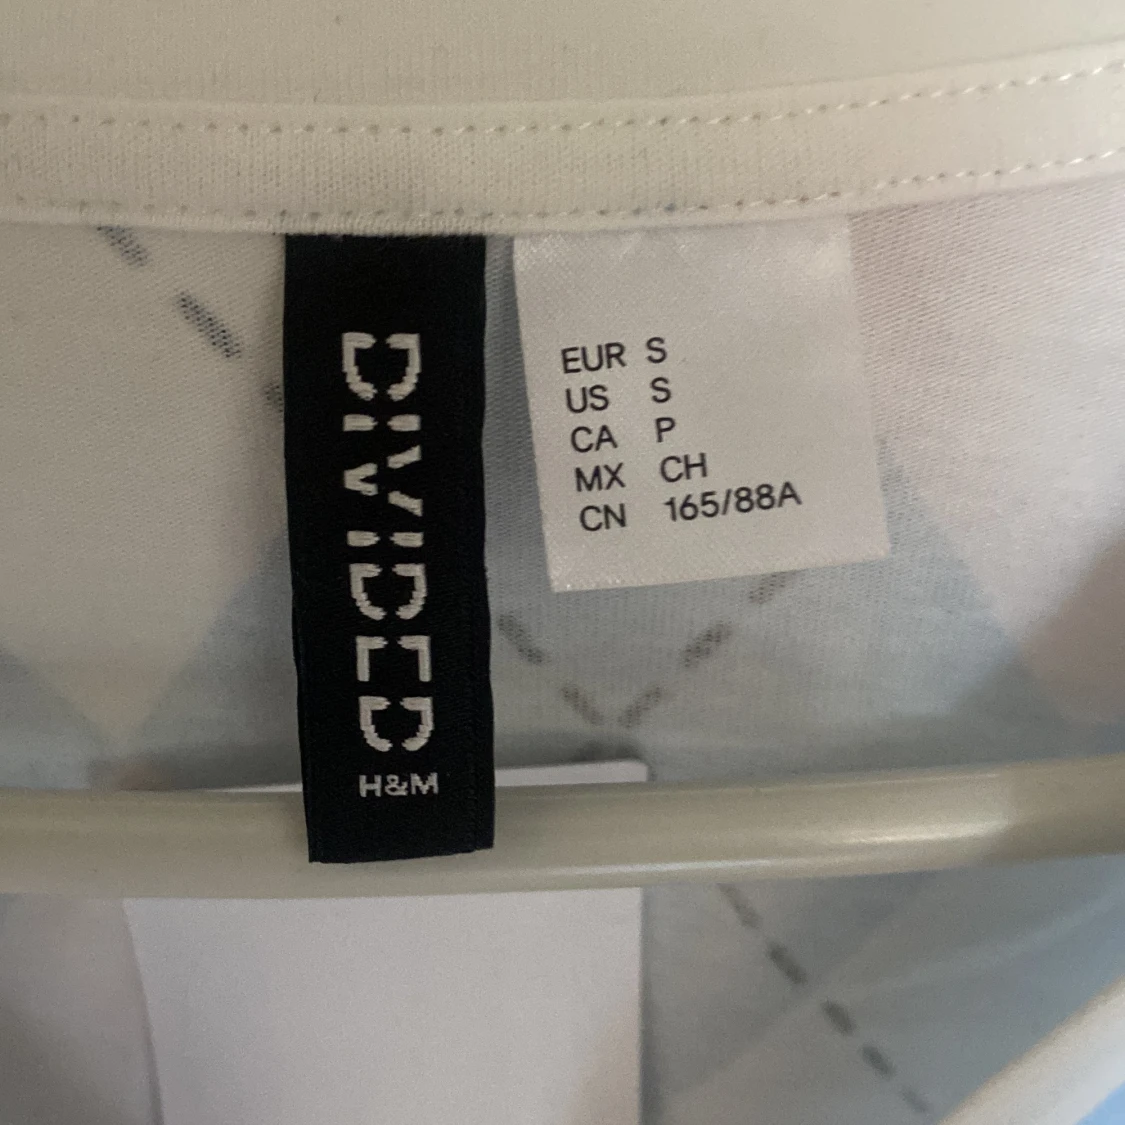 DIVIDED
H&M
EUR S
US S
CA P
MX CH
CN 165/88A